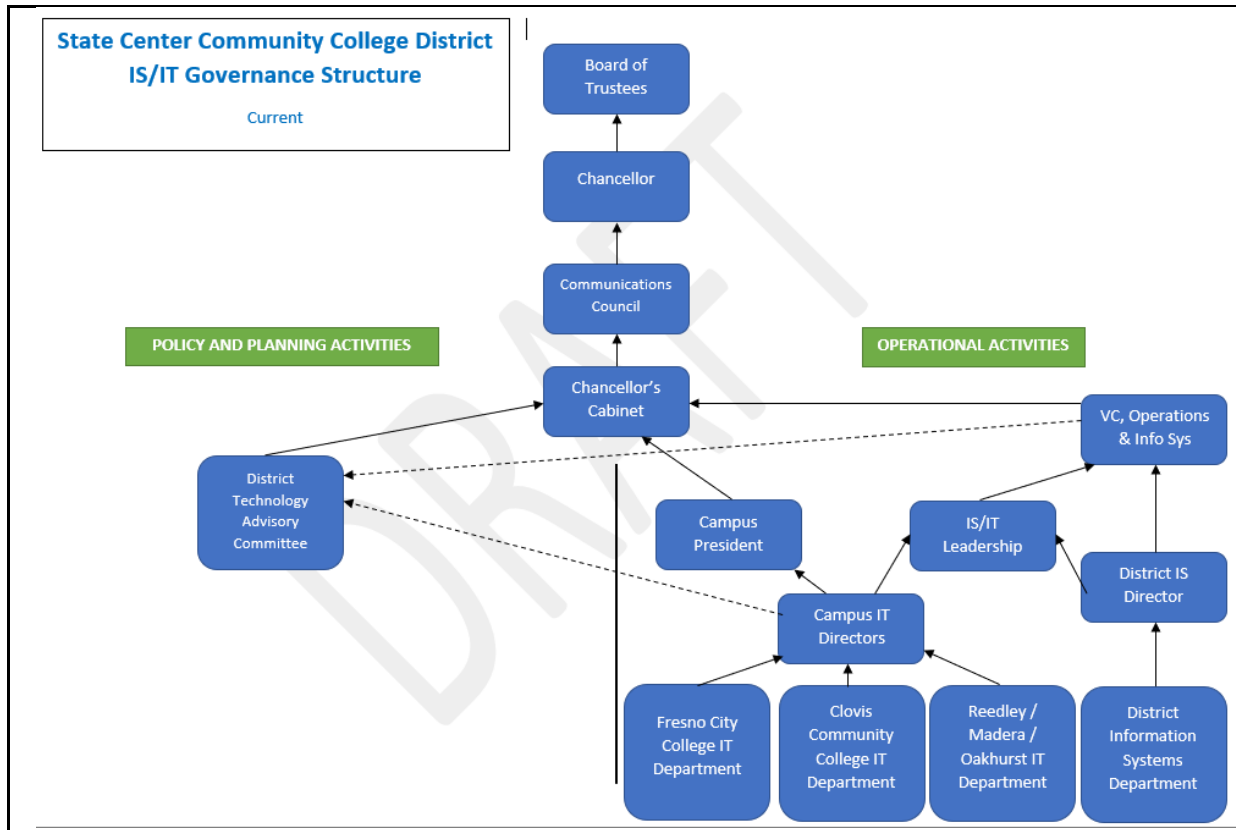 State Center Community College District
IS/IT Governance Structure
Current
Board of
Trustees
Chancellor
Communications
Council
POLICY AND PLANNING ACTIVITIES
OPERATIONAL ACTIVITIES
Chancellor's
Cabinet
VC, Operations
& Info Sys
District
Technology
Advisory
Committee
Campus
President
IS/IT
Leadership
District IS
Director
Campus IT
Directors
Fresno City
College IT
Department
Clovis
Community
College IT
Department
Reedley /
Madera /
Oakhurst IT
Department
District
Information
Systems
Department
DRAFT